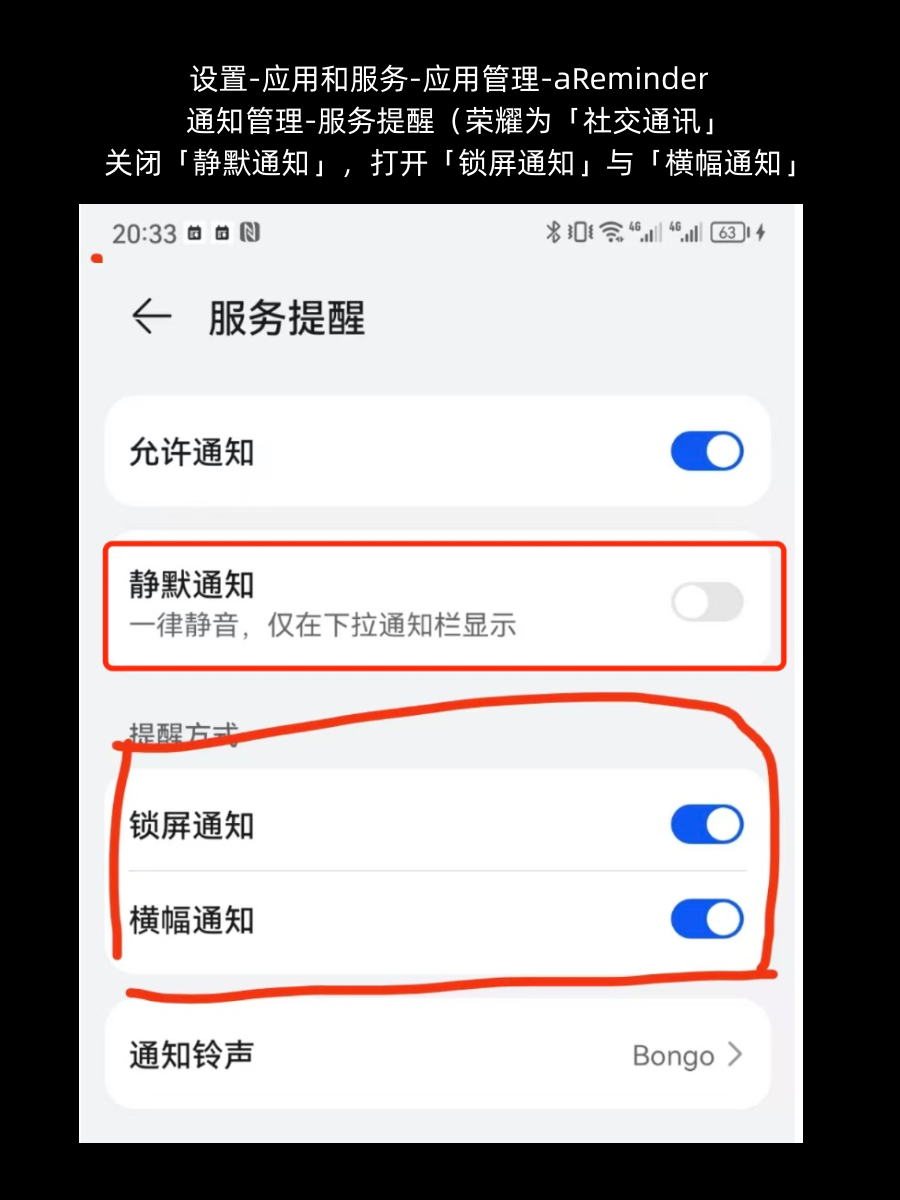 设置-应用和服务-应用管理-aReminder
通知管理-服务提醒（荣耀为「社交通讯」
关闭「静默通知」，打开「锁屏通知」与「横幅通知」
20:33 4G 4G 63
服务提醒
允许通知
静默通知
一律静音，仅在下拉通知栏显示
提醒方式
锁屏通知
横幅通知
通知铃声 Bongo